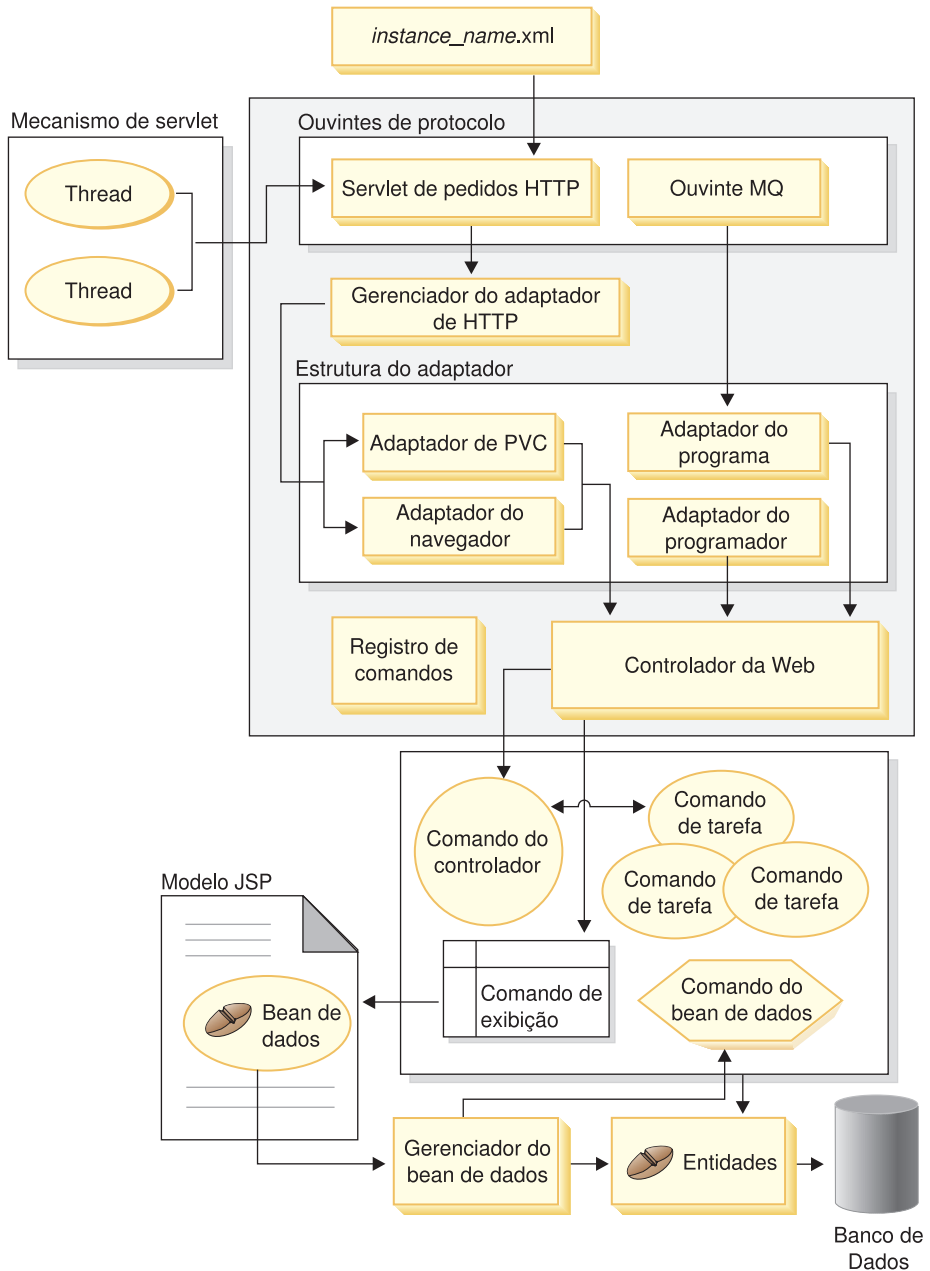 instance_name.xml
Mecanismo de servlet
Thread
Thread
Ouvintes de protocolo
Servlet de pedidos HTTP
Ouvinte MQ
Gerenciador do adaptador
de HTTP
Estrutura do adaptador
Adaptador de PVC
Adaptador do
programa
Adaptador do
navegador
Adaptador do
programador
Registro de
comandos
Controlador da Web
Comando do
controlador
Comando
de tarefa
Comando
de tarefa
Comando
de tarefa
Modelo JSP
Bean de
dados
Comando de
exibição
Comando do
bean de dados
Gerenciador do
bean de dados
Entidades
Banco de
Dados